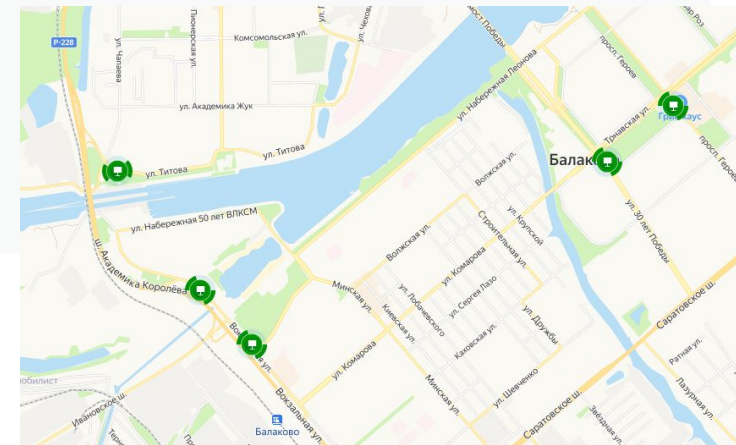 Р-228
ул. Чапаева
Пионерская ул.
Комсомольская ул.
ул. Чехова
мост Победы
ул. Набережная Леонова
просп. Героев
ул. Академика Жук
Трнавская ул.
просп. Героев
ул. Титова
ул. Титова
Волжская ул.
ул. 30 лет Победы
ул. Набережная 50 лет ВЛКСМ
Волжская ул.
Строительная ул.
ул. Крупской
ш. Академика Королёва
Минская ул.
ул. Комарова
ул. Сергея Лазо
Саратовское ш.
Киевская ул.
ул. Лобачевского
ул. Дружбы
Каховская ул.
Ратная ул.
ул. Комарова
Минская ул.
ул. Шевченко
Лазурная ул.
Ивановское ш.
Вокзальная ул.
Саратовское ш.
Звёздная ул.
Балаково